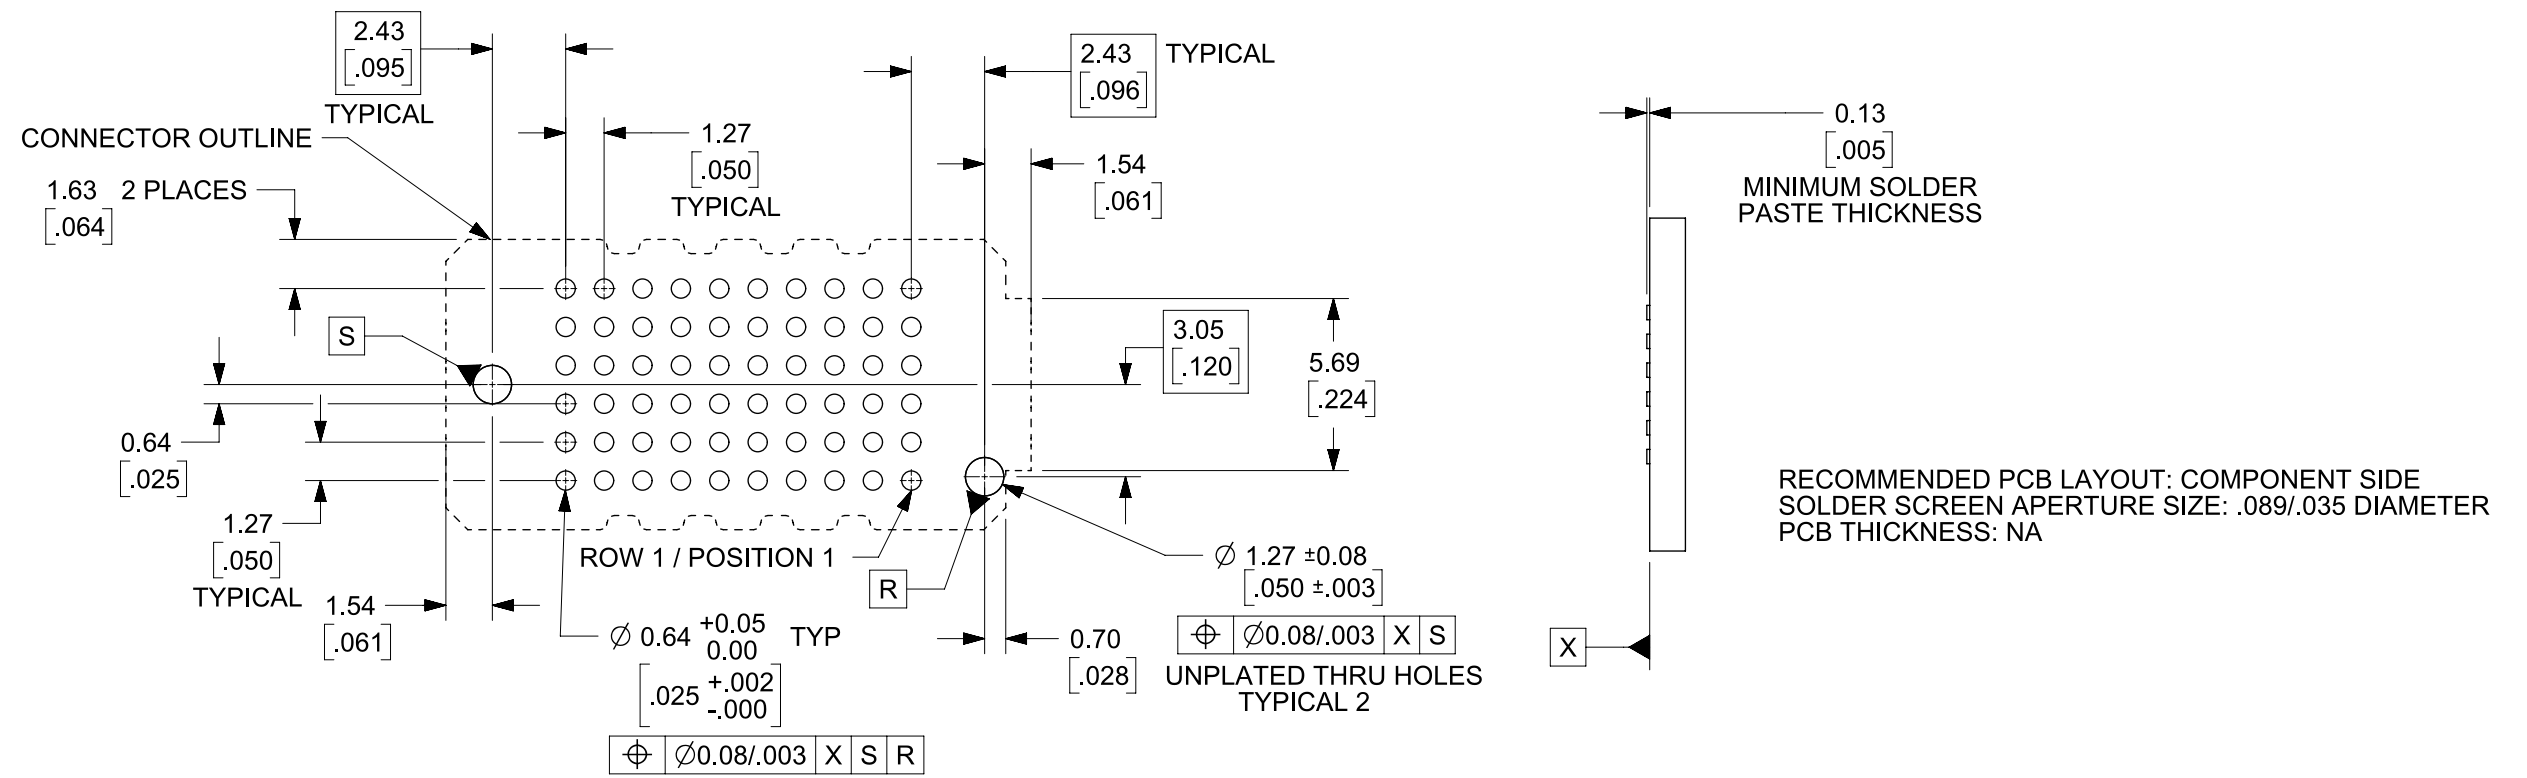 2.43
[.095]
TYPICAL
2.43 TYPICAL
[.096]
CONNECTOR OUTLINE
1.63 2 PLACES
[.064]
1.27
[.050]
TYPICAL
1.54
[.061]
0.13
[.005]
MINIMUM SOLDER
PASTE THICKNESS
S
3.05
[.120]
5.69
[.224]
0.64
[.025]
1.27
[.050]
TYPICAL
1.54
[.061]
ROW 1 / POSITION 1
R
∅ 1.27 ±0.08
[.050 ±.003]
⌖ ∅0.08/.003 X S
UNPLATED THRU HOLES
TYPICAL 2
∅ 0.64 +0.05 TYP
0.00
[.025 +.002
-.000]
⌖ ∅0.08/.003 X S R
0.70
[.028]
RECOMMENDED PCB LAYOUT: COMPONENT SIDE
SOLDER SCREEN APERTURE SIZE: .089/.035 DIAMETER
PCB THICKNESS: NA
X